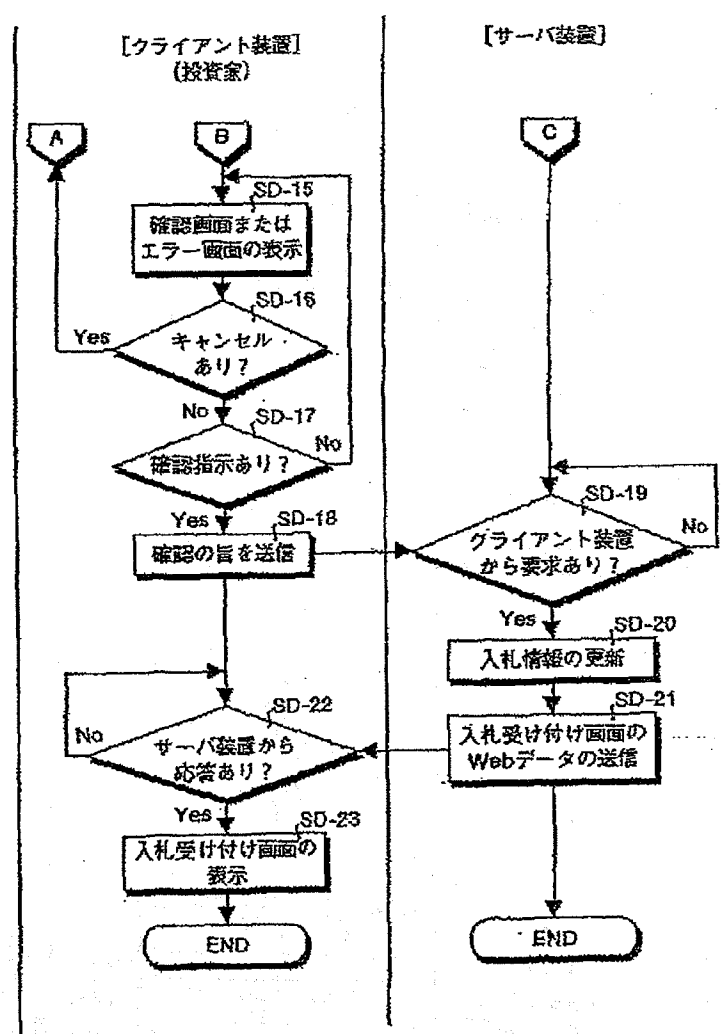 [クライアント装置]
(投資家)
[サーバ装置]
A
B
C
SD-15
確認画面または
エラー画面の表示
SD-16
キャンセル
あり?
Yes
No
SD-17
確認指示あり?
No
Yes
SD-18
確認の旨を送信
SD-19
クライアント装置
から要求あり?
No
Yes
SD-20
入札情報の更新
SD-21
入札受け付け画面の
Webデータの送信
SD-22
サーバ装置から
応答あり?
No
Yes
SD-23
入札受け付け画面の
表示
END
END